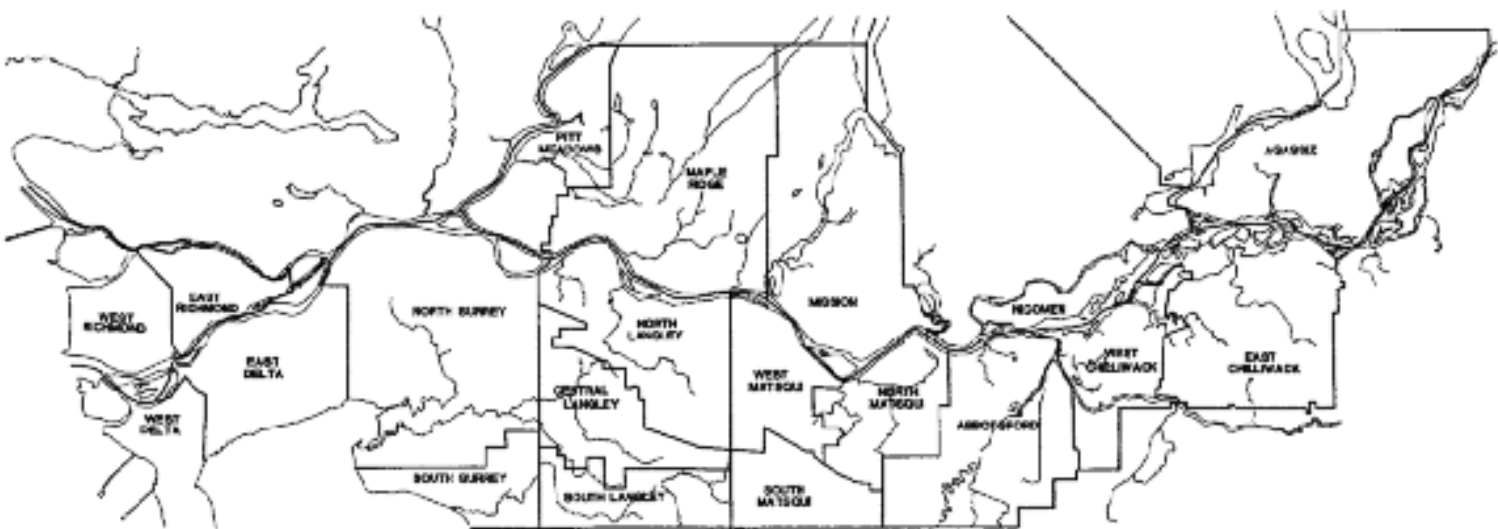 PITT
MEADOWS
MAPLE
RIDGE
AGASSIZ
EAST
RICHMOND
WEST
RICHMOND
NORTH SURREY
NORTH
LANGLEY
MISSION
NICOMEN
EAST
DELTA
WEST
MATSQUI
WEST
CHILLIWACK
EAST
CHILLIWACK
CENTRAL
LANGLEY
NORTH
MATSQUI
WEST
DELTA
ABBOTSFORD
SOUTH SURREY
SOUTH LANGLEY
SOUTH
MATSQUI